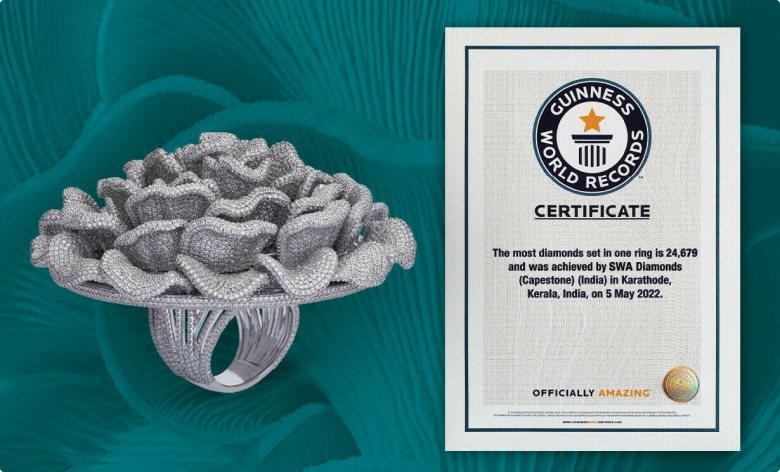 GUINNESS
WORLD RECORDS
™
CERTIFICATE
The most diamonds set in one ring is 24,679
and was achieved by SWA Diamonds
(Capestone) (India) in Karathode,
Kerala, India, on 5 May 2022.
OFFICIALLY AMAZING